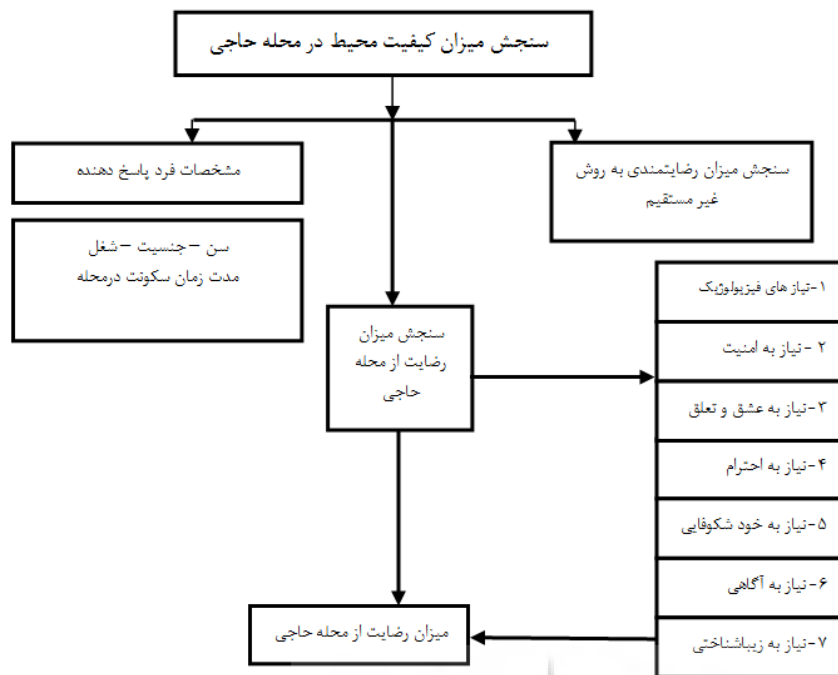 سنجش میزان کیفیت محیط در محله حاجی
سنجش میزان رضایتمندی به روش
غیر مستقیم
مشخصات فرد پاسخ دهنده
سن – جنسیت – شغل
مدت زمان سکونت درمحله
سنجش میزان
رضایت از محله
حاجی
۱-نیاز های فیزیولوژیک
۲ -نیاز به امنیت
۳-نیاز به عشق و تعلق
۴-نیاز به احترام
۵-نیاز به خود شکوفایی
۶-نیاز به آگاهی
۷-نیاز به زیباشناختی
میزان رضایت از محله حاجی